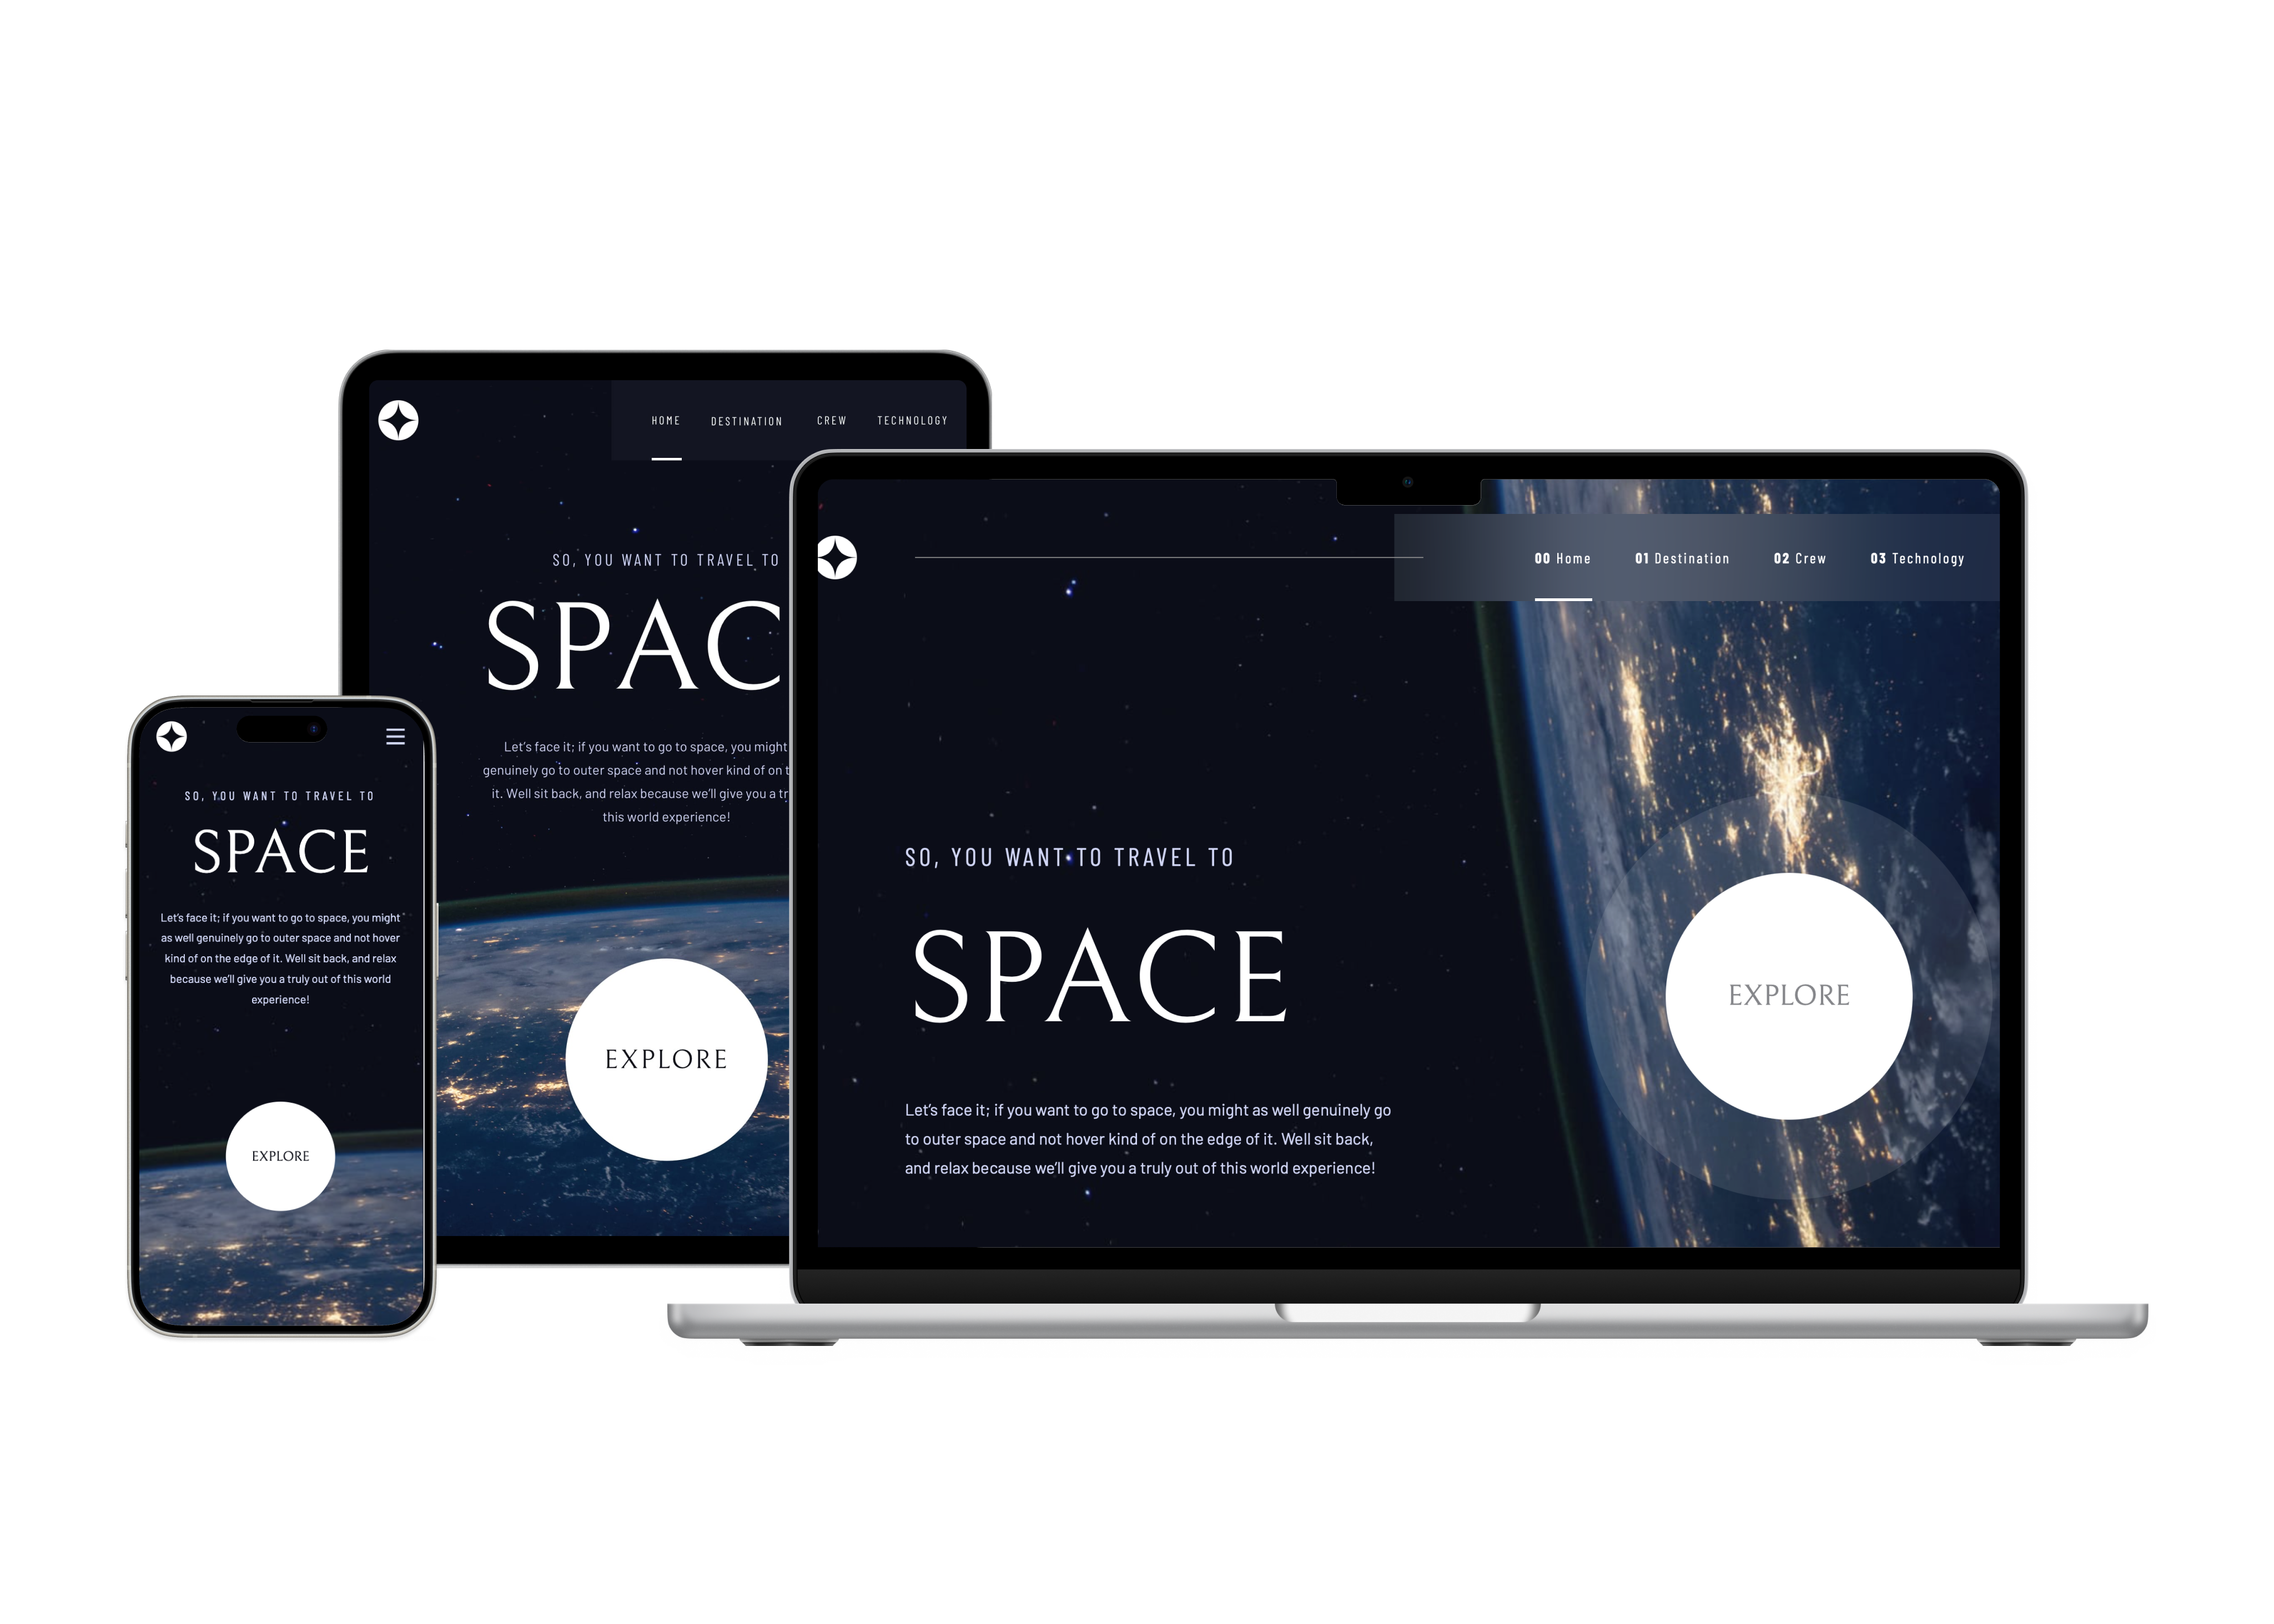 HOME DESTINATION CREW TECHNOLOGY
SO, YOU WANT TO TRAVEL TO
SPAC
Let's face it; if you want to go to space, you might
genuinely go to outer space and not hover kind of on
it. Well sit back, and relax because we'll give you a
this world experience!
EXPLORE
SO, YOU WANT TO TRAVEL TO
SPACE
Let's face it; if you want to go to space, you might
as well genuinely go to outer space and not hover
kind of on the edge of it. Well sit back, and relax
because we'll give you a truly out of this world
experience!
EXPLORE
00 Home 01 Destination 02 Crew 03 Technology
SO, YOU WANT TO TRAVEL TO
SPACE
Let's face it; if you want to go to space, you might as well genuinely go
to outer space and not hover kind of on the edge of it. Well sit back,
and relax because we'll give you a truly out of this world experience!
EXPLORE